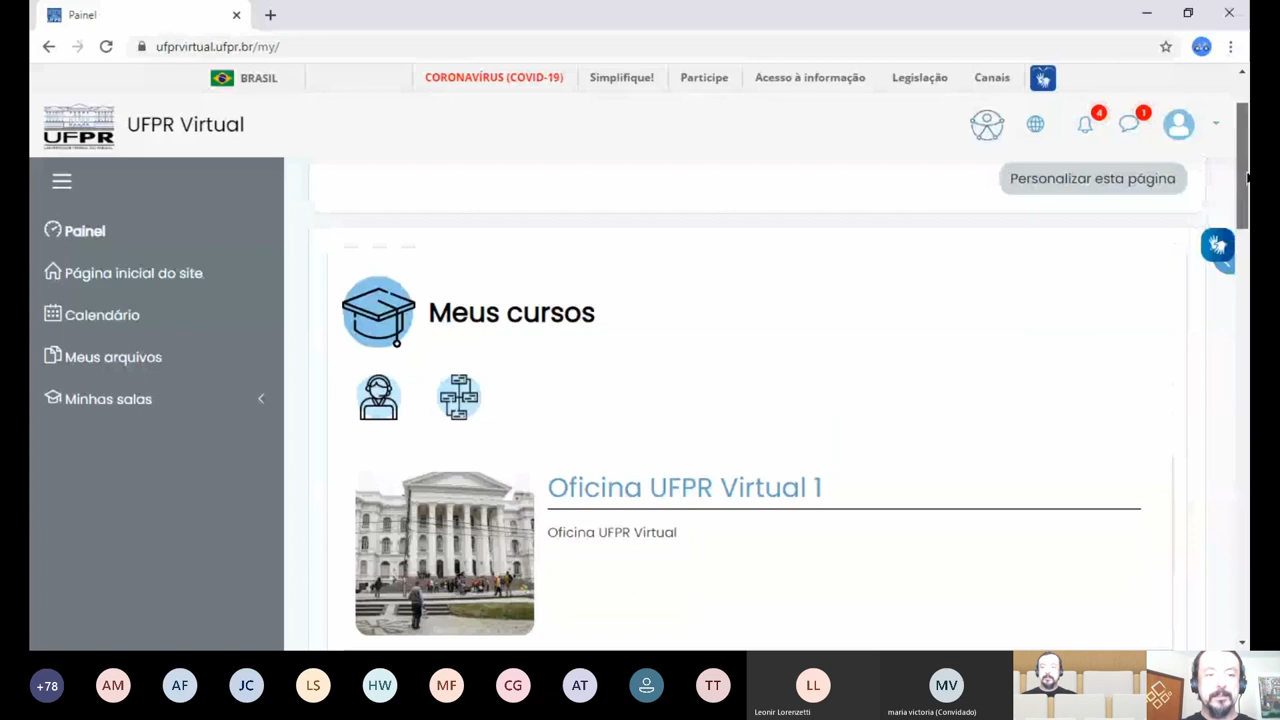 Painel
ufprvirtual.ufpr.br/my/
BRASIL
CORONAVÍRUS (COVID-19)
Simplifique!
Participe
Acesso à informação
Legislação
Canais
UFPR
UFPR Virtual
4
1
Personalizar esta página
Painel
Página inicial do site
Calendário
Meus arquivos
Minhas salas
Meus cursos
Oficina UFPR Virtual 1
Oficina UFPR Virtual
+78
AM
AF
JC
LS
HW
MF
CG
AT
TT
LL
MV
Leonir Lorenzetti
maria victoria (Convidado)